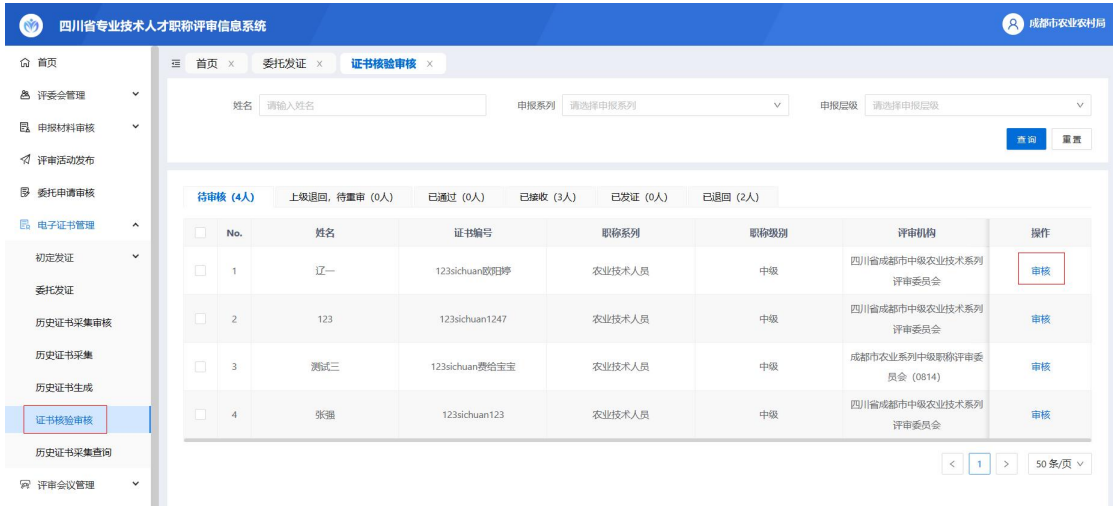 四川省专业技术人才职称评审信息系统
成都市农业农村局
首页
评委会管理
申报材料审核
评审活动发布
委托申请审核
电子证书管理
初定发证
委托发证
历史证书采集审核
历史证书采集
历史证书生成
证书核验审核
历史证书采集查询
评审会议管理
首页 × 委托发证 × 证书核验审核 ×
姓名 请输入姓名 申报系列 请选择申报系列 申报层级 请选择申报层级
查询 重置
待审核 (4人) 上级退回，待重审 (0人) 已通过 (0人) 已接收 (3人) 已发证 (0人) 已退回 (2人)
No. 姓名 证书编号 职称系列 职称级别 评审机构 操作
1 辽一 123sichuan欧阳婷 农业技术人员 中级 四川省成都市中级农业技术系列 审核
评审委员会
2 123 123sichuan1247 农业技术人员 中级 四川省成都市中级农业技术系列 审核
评审委员会
3 测试三 123sichuan费给宝宝 农业技术人员 中级 成都市农业系列中级职称评审委 审核
员会 (0814)
4 张强 123sichuan123 农业技术人员 中级 四川省成都市中级农业技术系列 审核
评审委员会
< 1 > 50 条/页